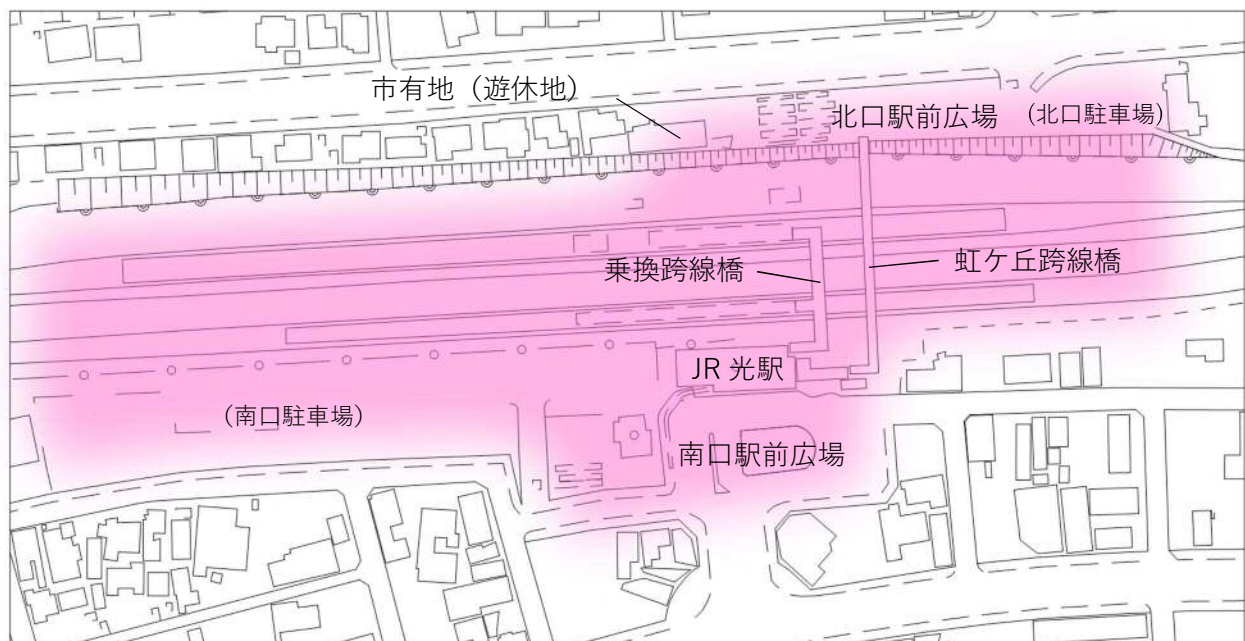 市有地（遊休地）
北口駅前広場 （北口駐車場）
乗換跨線橋
虹ケ丘跨線橋
JR 光駅
（南口駐車場）
南口駅前広場